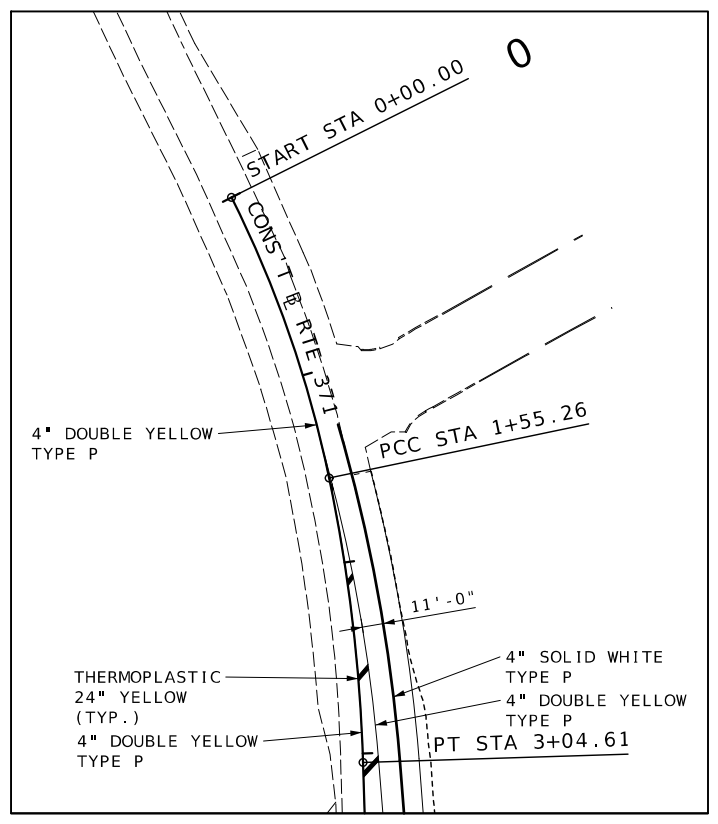 0
START STA 0+00.00
CONS'T B RTE 371
4" DOUBLE YELLOW
TYPE P
PCC STA 1+55.26
11'-0"
4" SOLID WHITE
TYPE P
THERMOPLASTIC
24" YELLOW
(TYP.)
4" DOUBLE YELLOW
TYPE P
4" DOUBLE YELLOW
TYPE P
PT STA 3+04.61